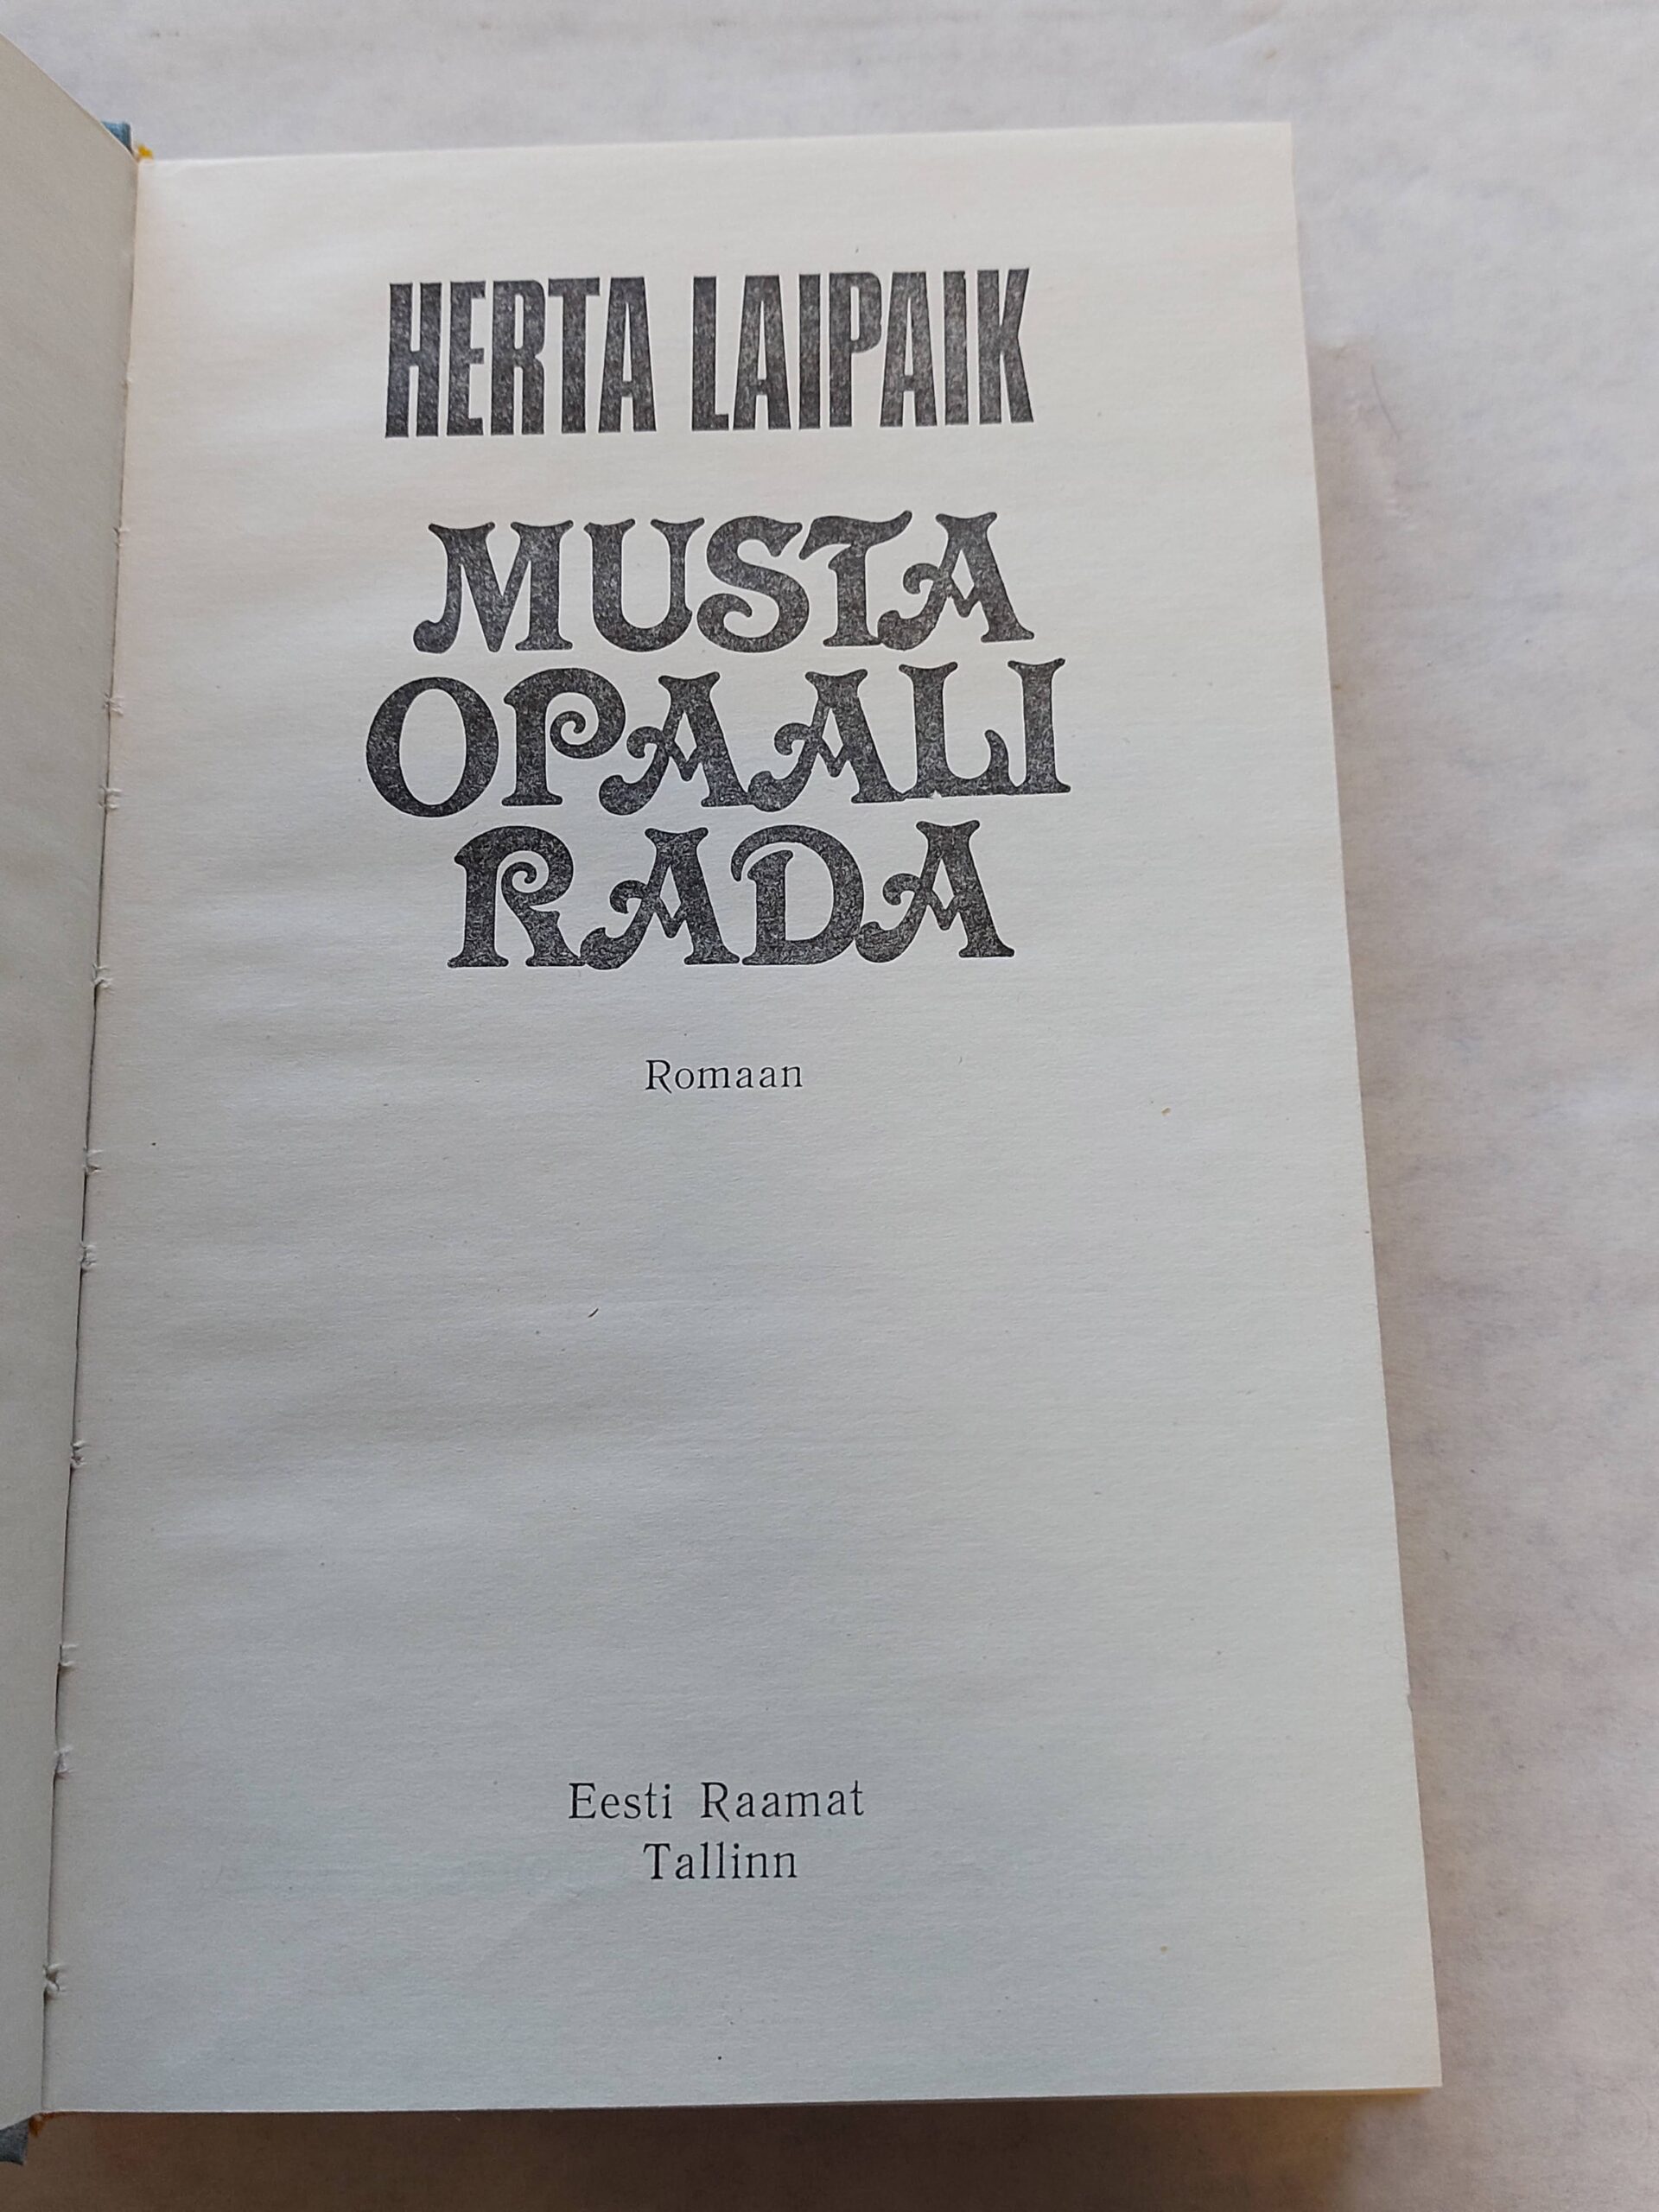 HERTA LAIPAIK
MUSTA
OPAALI
RADA
Romaan
Eesti Raamat
Tallinn